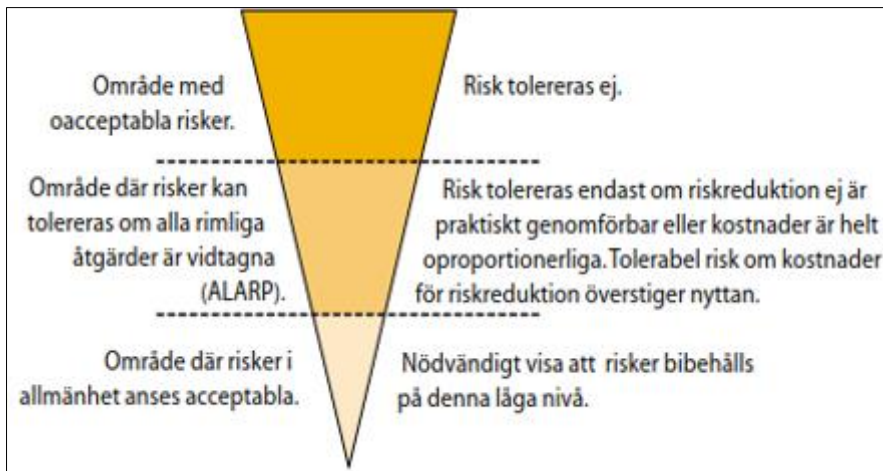 Område med
oacceptabla risker.
Risk tolereras ej.
Område där risker kan
tolereras om alla rimliga
åtgärder är vidtagna
(ALARP).
Risk tolereras endast om riskreduktion ej är
praktiskt genomförbar eller kostnader är helt
oproportionerliga. Tolerabel risk om kostnader
för riskreduktion överstiger nyttan.
Område där risker i
allmänhet anses acceptabla.
Nödvändigt visa att risker bibehålls
på denna låga nivå.